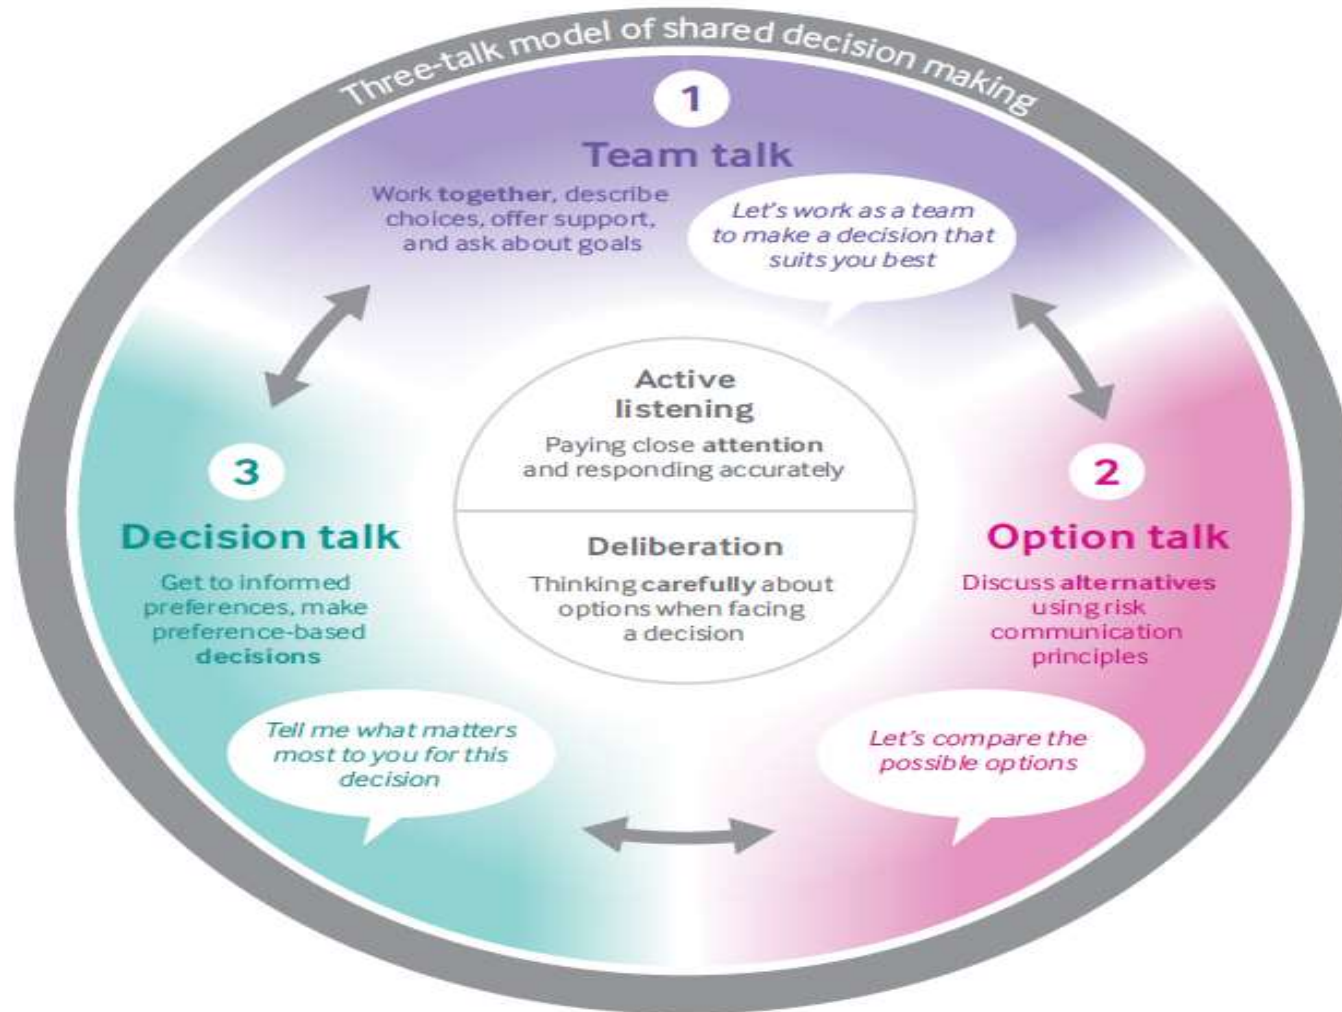 Three-talk model of shared decision making
1
Team talk
Work together, describe
choices, offer support,
and ask about goals
Let's work as a team
to make a decision that
suits you best
Active
listening
Paying close attention
and responding accurately
Deliberation
Thinking carefully about
options when facing
a decision
2
Option talk
Discuss alternatives
using risk
communication
principles
Let's compare the
possible options
3
Decision talk
Get to informed
preferences, make
preference-based
decisions
Tell me what matters
most to you for this
decision